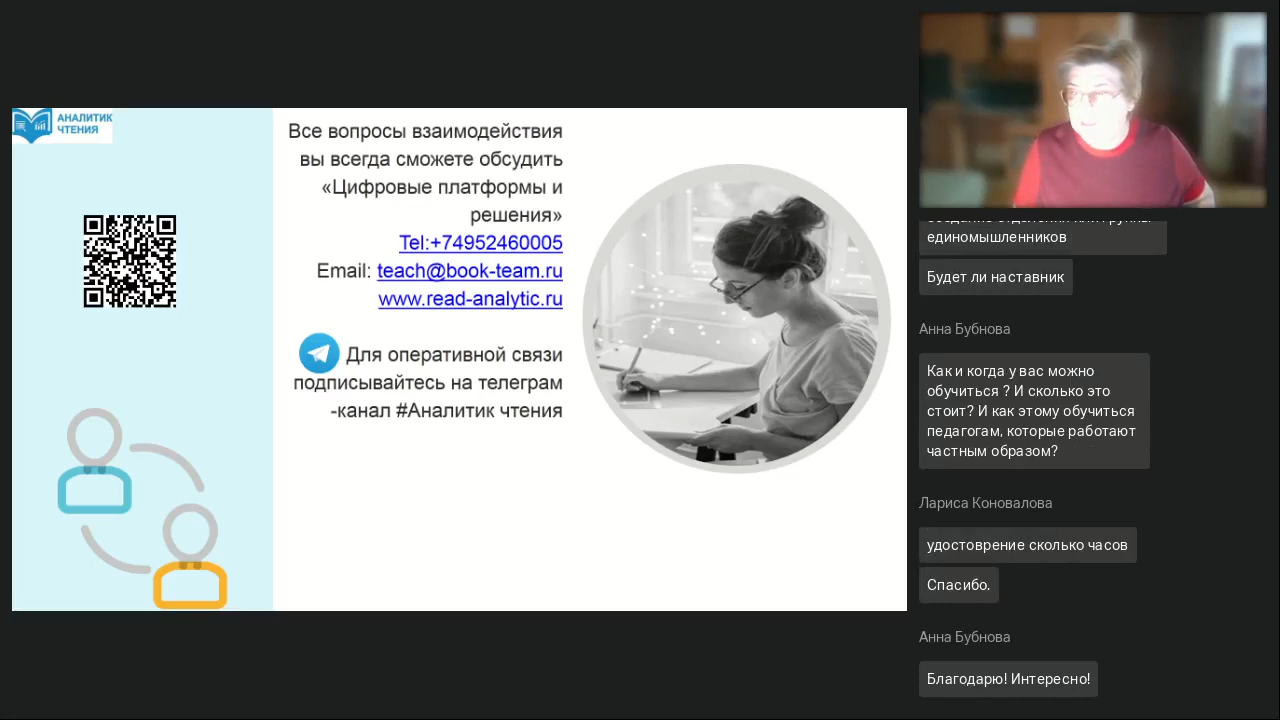 АНАЛИТИК
ЧТЕНИЯ
Все вопросы взаимодействия
вы всегда сможете обсудить
«Цифровые платформы и
решения»
Tel:+74952460005
Email: teach@book-team.ru
www.read-analytic.ru
Для оперативной связи
подписывайтесь на телеграм
-канал #Аналитик чтения
единомышленников
Будет ли наставник
Анна Бубнова
Как и когда у вас можно
обучиться ? И сколько это
стоит? И как этому обучиться
педагогам, которые работают
частным образом?
Лариса Коновалова
удостоврение сколько часов
Спасибо.
Анна Бубнова
Благодарю! Интересно!